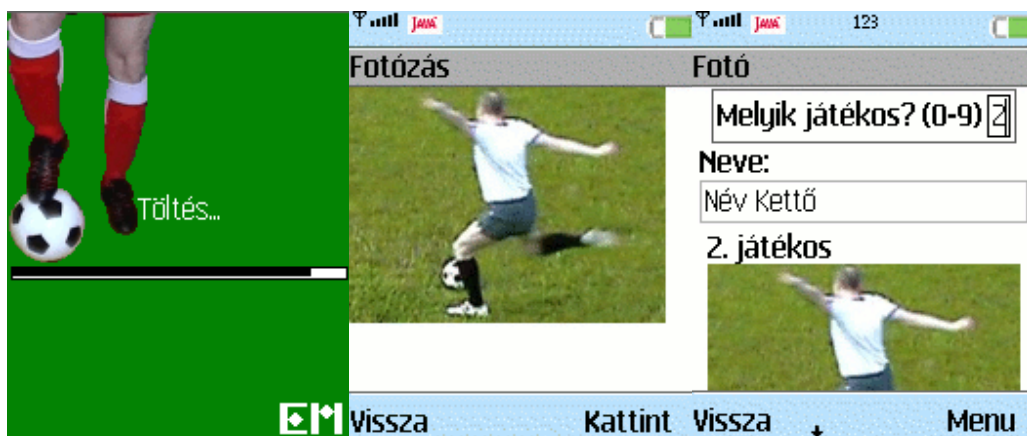 Töltés...
EM
JAVA
Fotózás
Vissza
Kattint
JAVA
123
Fotó
Melyik játékos? (0-9) 2
Neve:
Név Kettő
2. játékos
Vissza
Menu